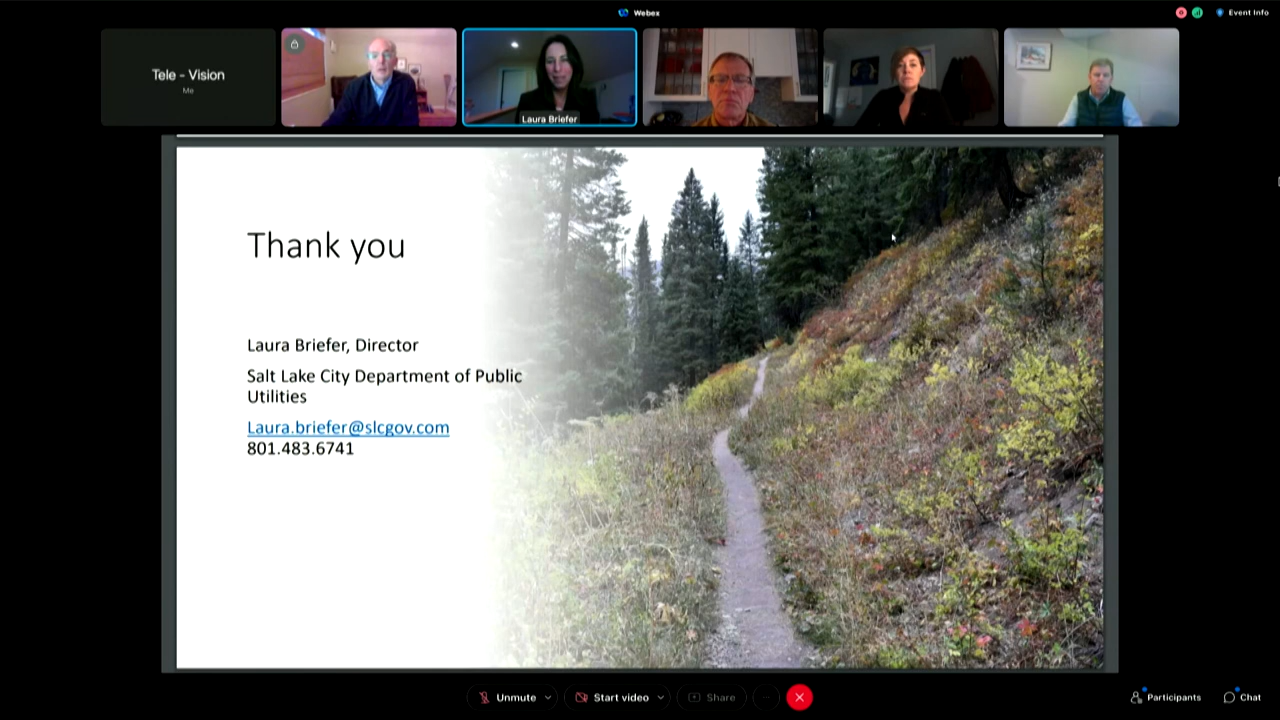 Webex
Event Info
Tele - Vision
Me
Laura Briefer
Thank you
Laura Briefer, Director
Salt Lake City Department of Public
Utilities
Laura.briefer@slcgov.com
801.483.6741
Unmute
Start video
Share
Participants
Chat